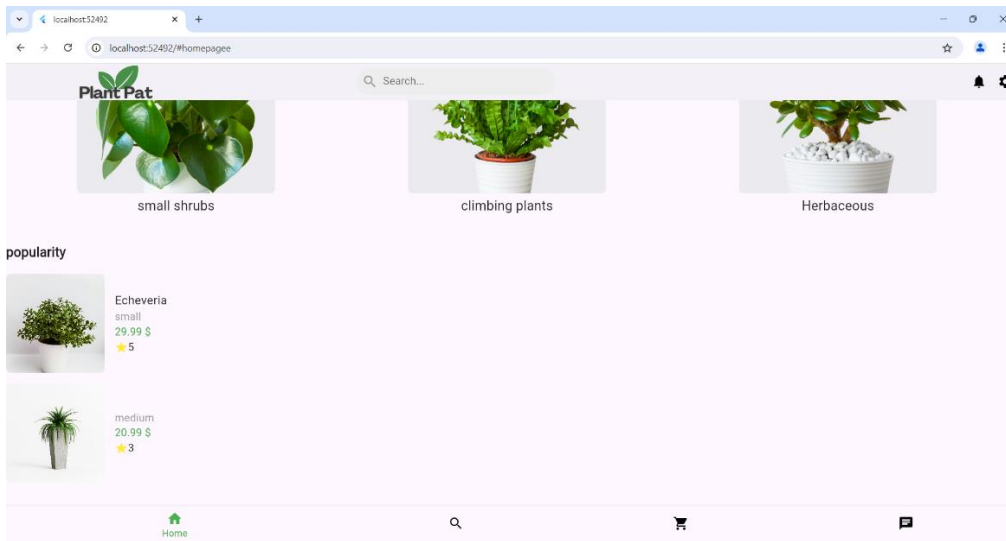 localhost:52492
localhost:52492/#homepagee
Plant Pat
Search...
small shrubs
climbing plants
Herbaceous
popularity
Echeveria
small
29.99 $
5
medium
20.99 $
3
Home